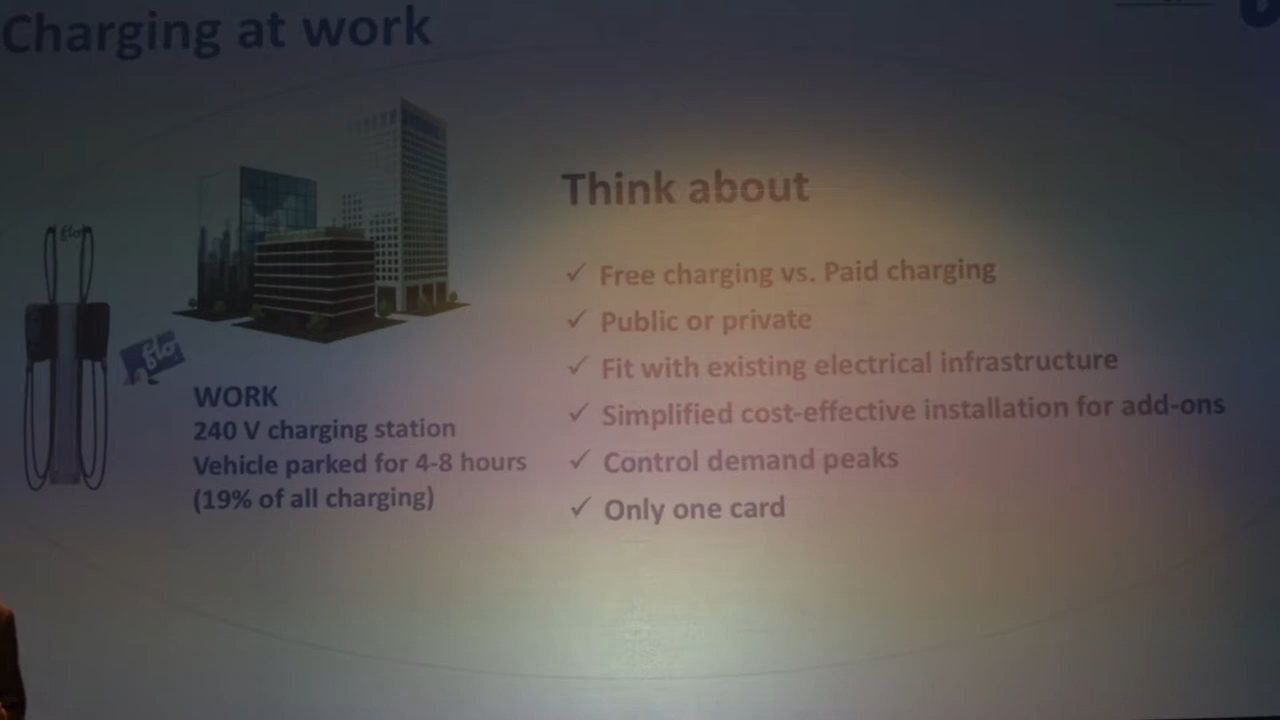 Charging at work
flo
flo
WORK
240 V charging station
Vehicle parked for 4-8 hours
(19% of all charging)
Think about
✓ Free charging vs. Paid charging
✓ Public or private
✓ Fit with existing electrical infrastructure
✓ Simplified cost-effective installation for add-ons
✓ Control demand peaks
✓ Only one card